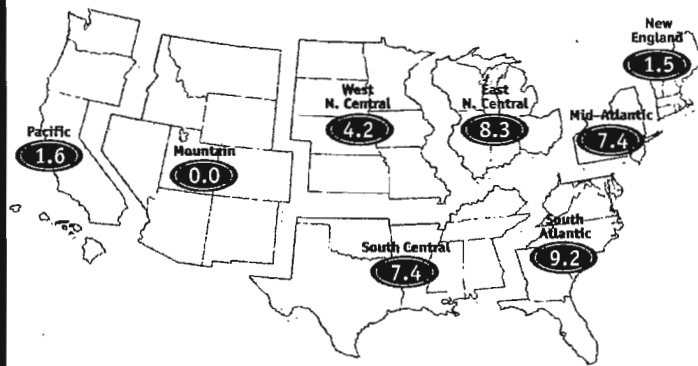 New
England
1.5
West
N. Central
4.2
East
N. Central
8.3
Mid-Atlantic
7.4
Pacific
1.6
Mountain
0.0
South
Atlantic
9.2
South Central
7.4